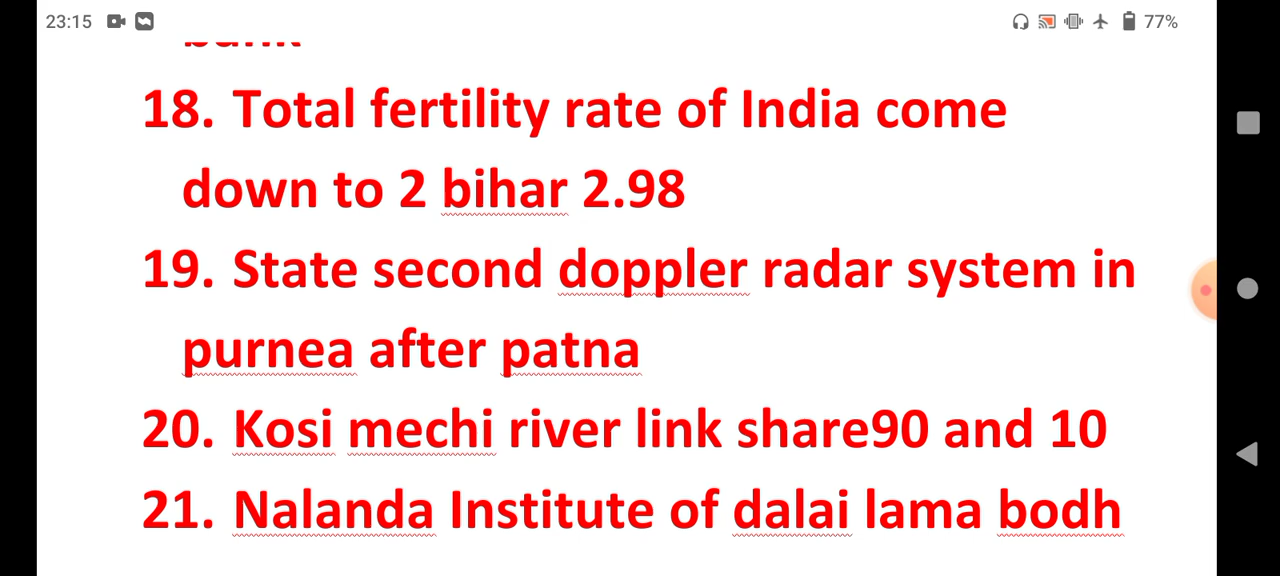 23:15 77%
18. Total fertility rate of India come
down to 2 bihar 2.98
19. State second doppler radar system in
purnea after patna
20. Kosi mechi river link share90 and 10
21. Nalanda Institute of dalai lama bodh